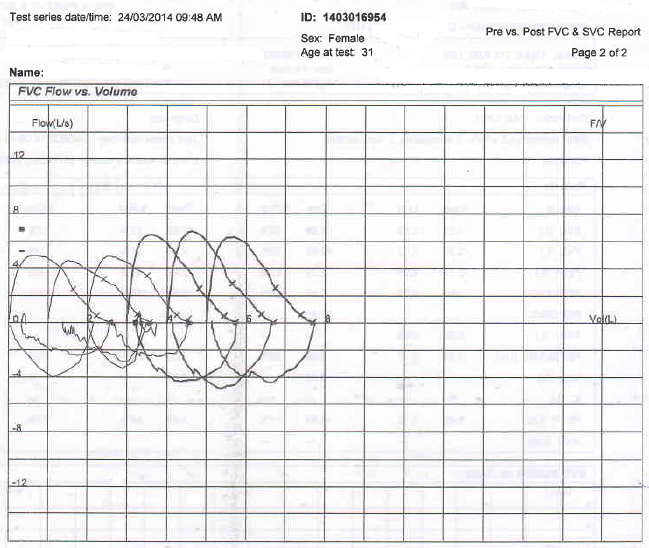 Test series date/time: 24/03/2014 09:48 AM
ID: 1403016954
Sex: Female
Age at test: 31
Pre vs. Post FVC & SVC Report
Page 2 of 2
Name:
FVC Flow vs. Volume
Flow(L/s)
F/V
12
8
4
0 2 4 6 8
Vol(L)
-4
-8
-12